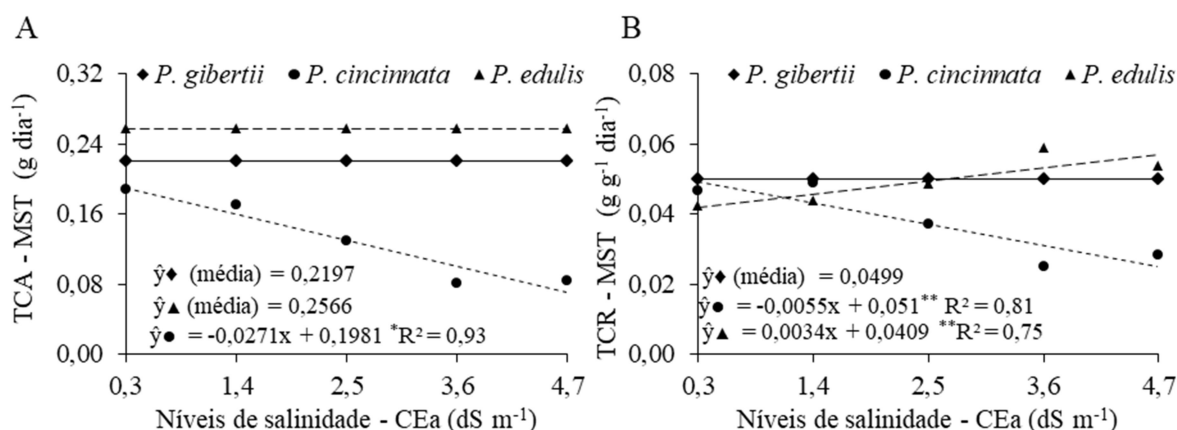 A
◆ P. gibertii ● P. cincinnata ▲ P. edulis
TCA - MST (g dia-1)
0,32
0,24
0,16
0,08
0,00
ŷ◆ (média) = 0,2197
ŷ▲ (média) = 0,2566
ŷ● = -0,0271x + 0,1981 *R² = 0,93
0,3 1,4 2,5 3,6 4,7
Níveis de salinidade - CEa (dS m-1)
B
◆ P. gibertii ● P. cincinnata ▲ P. edulis
TCR - MST (g g-1 dia-1)
0,08
0,06
0,04
0,02
0,00
ŷ◆ (média) = 0,0499
ŷ● = -0,0055x + 0,051** R² = 0,81
ŷ▲ = 0,0034x + 0,0409 **R² = 0,75
0,3 1,4 2,5 3,6 4,7
Níveis de salinidade - CEa (dS m-1)